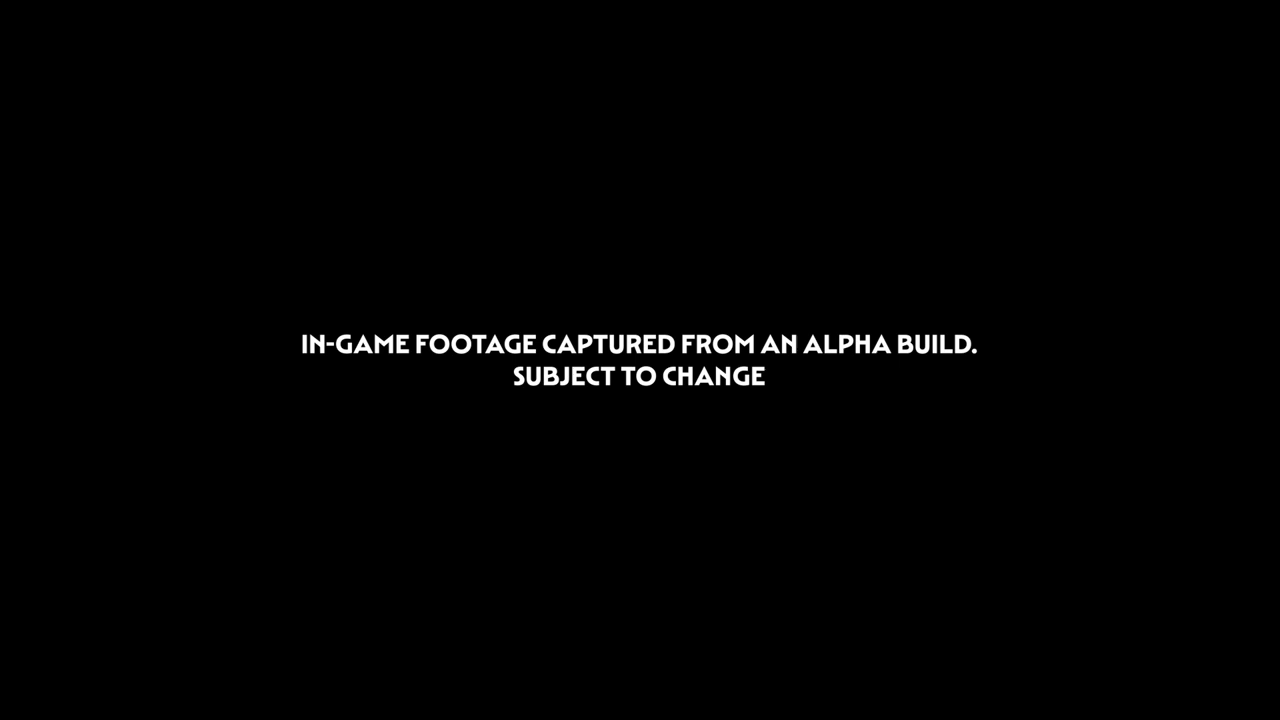 IN-GAME FOOTAGE CAPTURED FROM AN ALPHA BUILD.
SUBJECT TO CHANGE